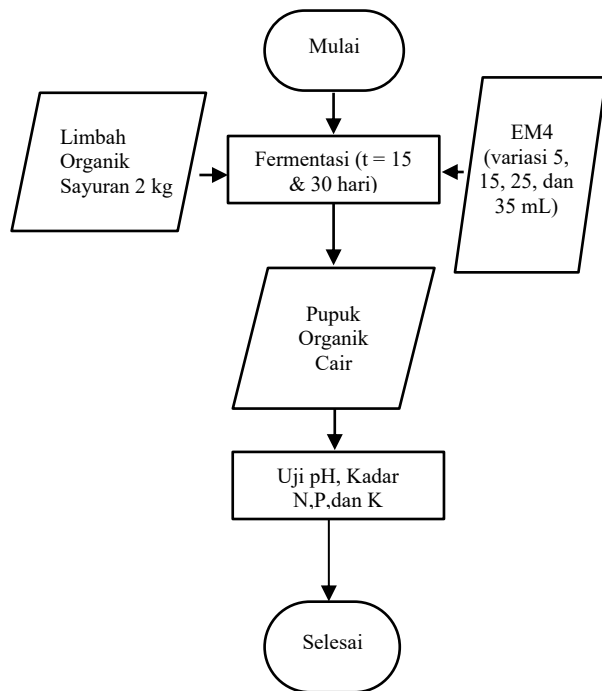 Mulai
Limbah
Organik
Sayuran 2 kg
Fermentasi (t = 15
& 30 hari)
EM4
(variasi 5,
15, 25, dan
35 mL)
Pupuk
Organik
Cair
Uji pH, Kadar
N,P,dan K
Selesai